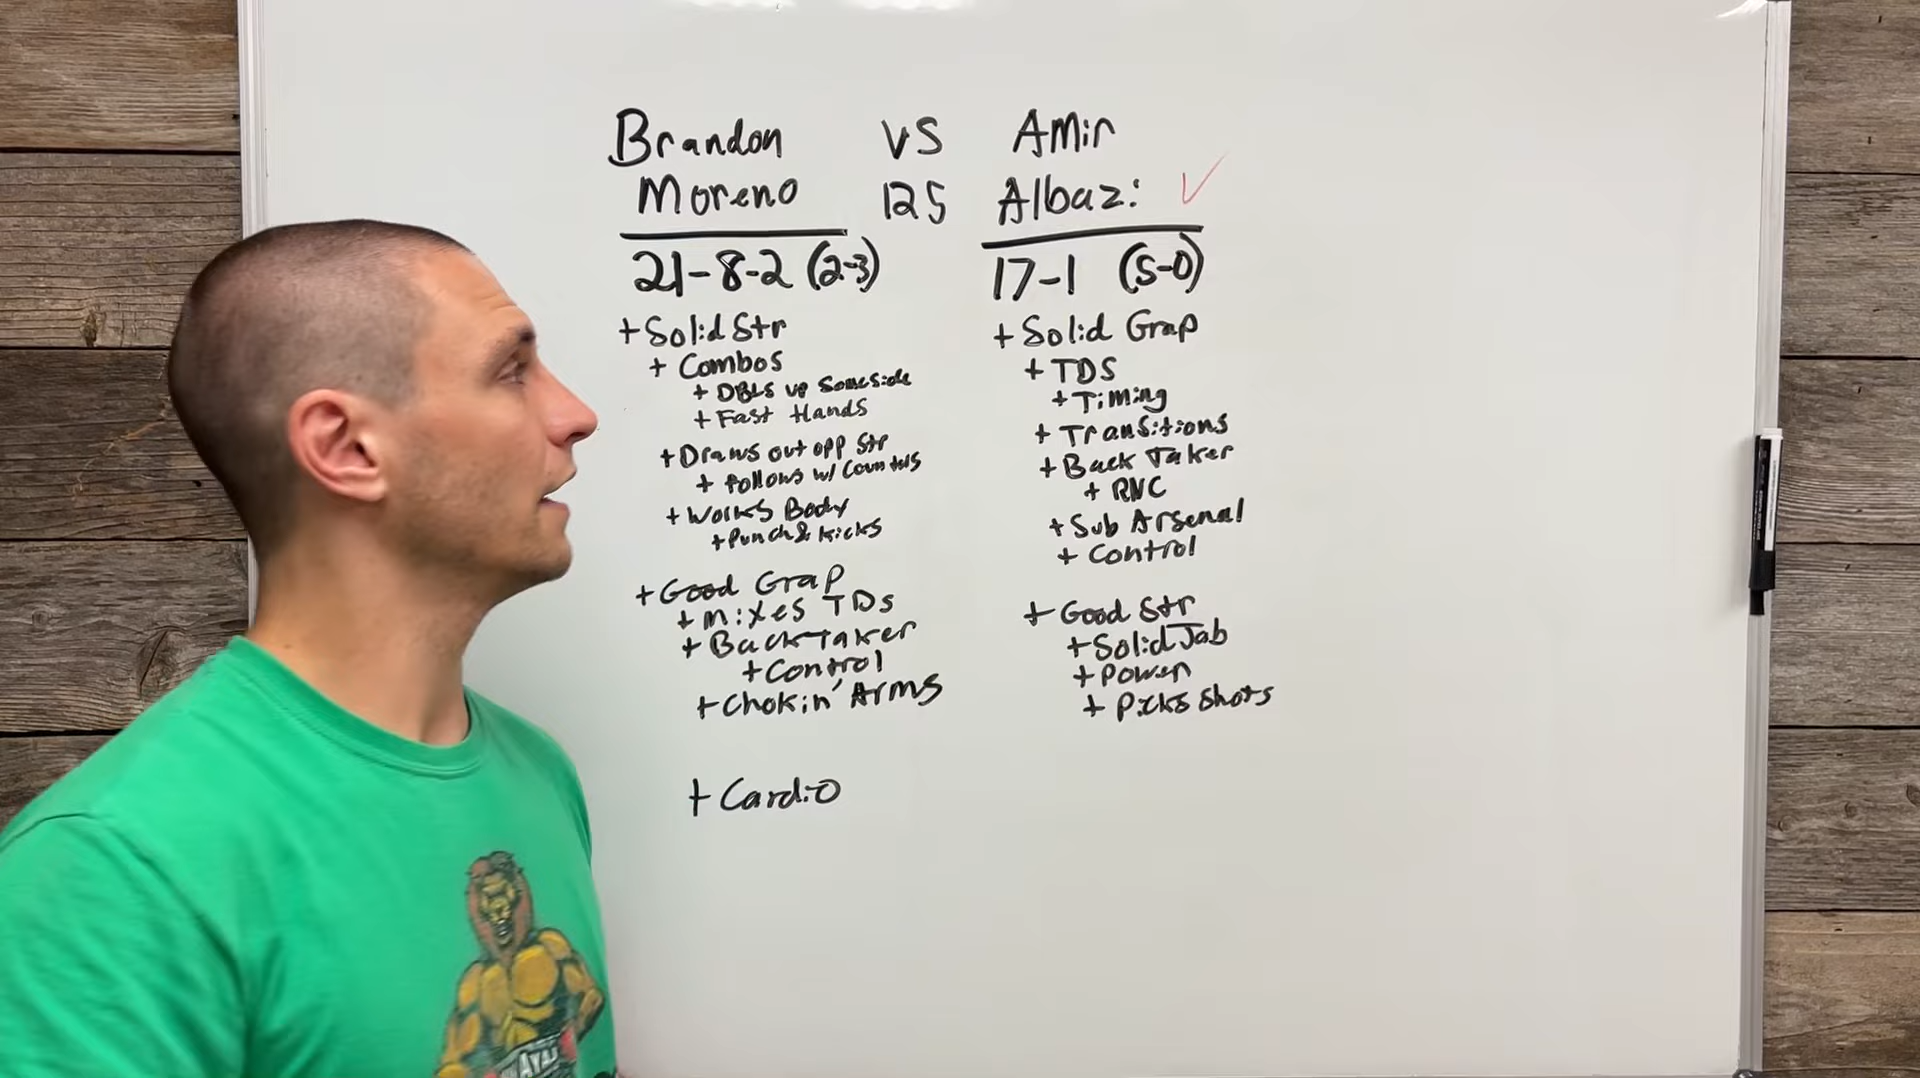 Brandon VS Amir
Moreno 125 Albazi ✓
21-8-2 (2-3)
+ Solid Str
+ Combos
+ DBLS up Same side
+ Fast Hands
+ Draws out opp Str
+ follows w/ Counters
+ Works Body
+ Punch & Kicks
+ Good Grap
+ Mixes TDs
+ Back Taker
+ Control
+ Chokin' Arms
+ Cardio
17-1 (5-0)
+ Solid Grap
+ TDS
+ Timing
+ Transitions
+ Back Taker
+ RNC
+ Sub Arsenal
+ Control
+ Good Str
+ Solid Jab
+ Power
+ Picks Shots